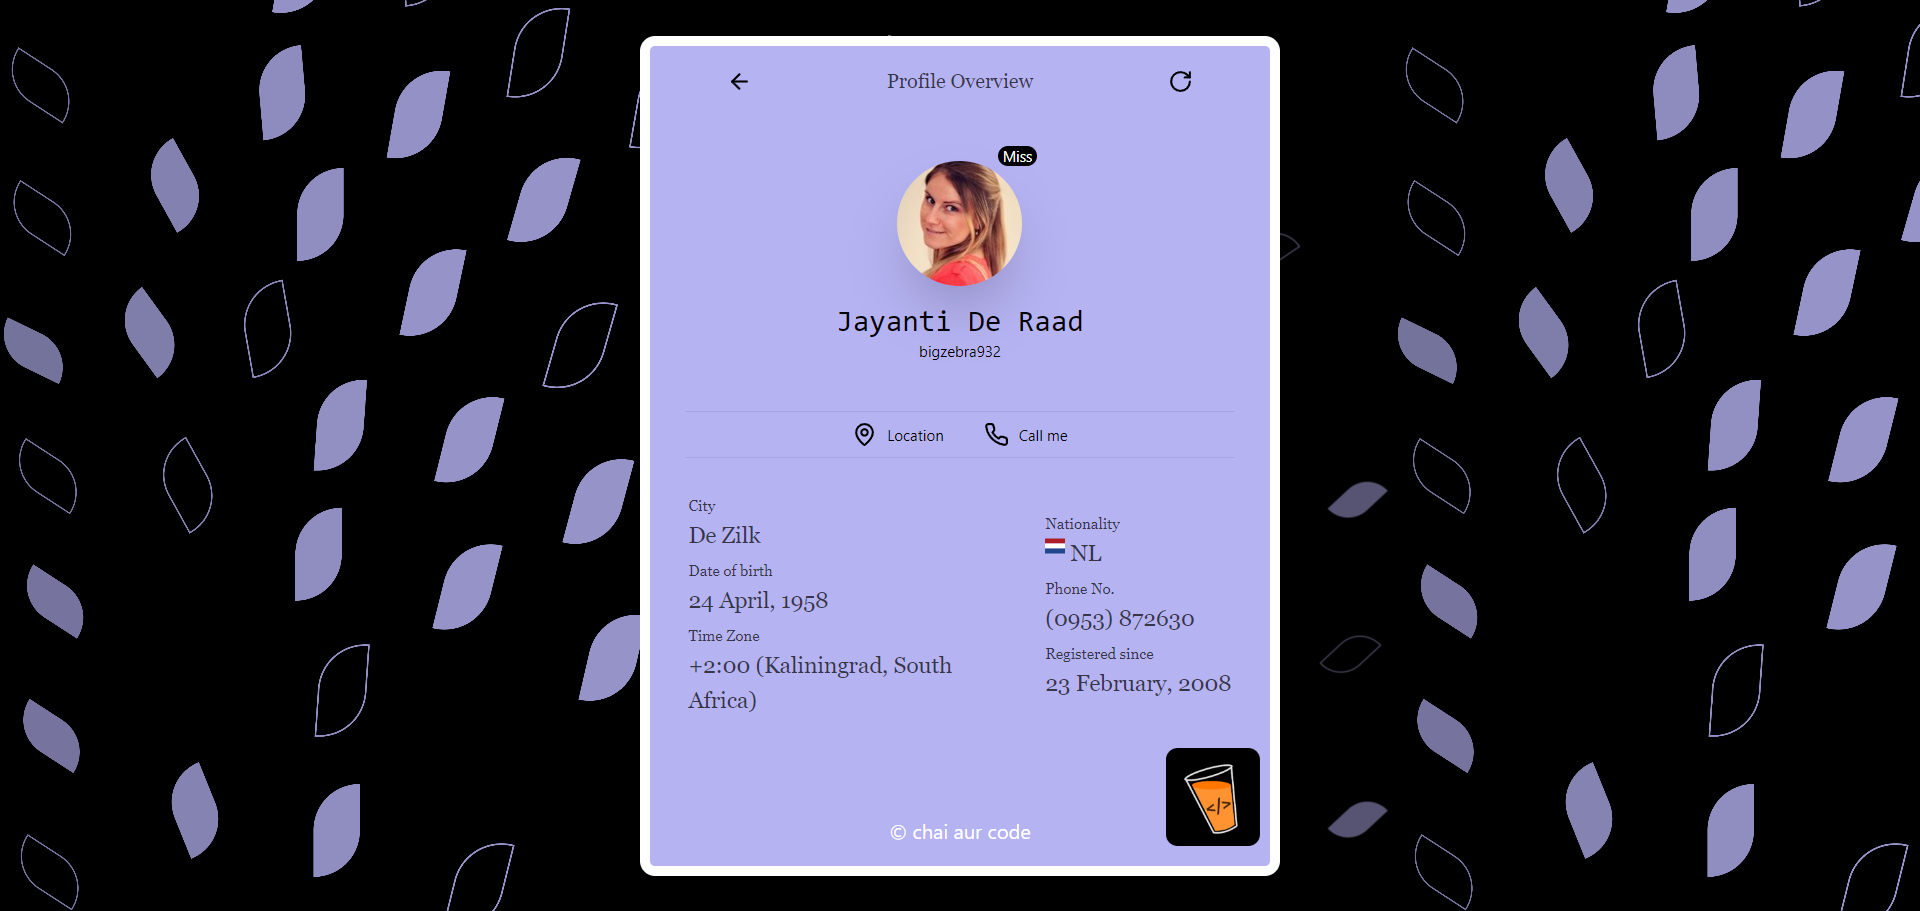 Profile Overview
Miss
Jayanti De Raad
bigzebra932
Location
Call me
City
De Zilk
Date of birth
24 April, 1958
Time Zone
+2:00 (Kaliningrad, South
Africa)
Nationality
NL
Phone No.
(0953) 872630
Registered since
23 February, 2008
</>
© chai aur code